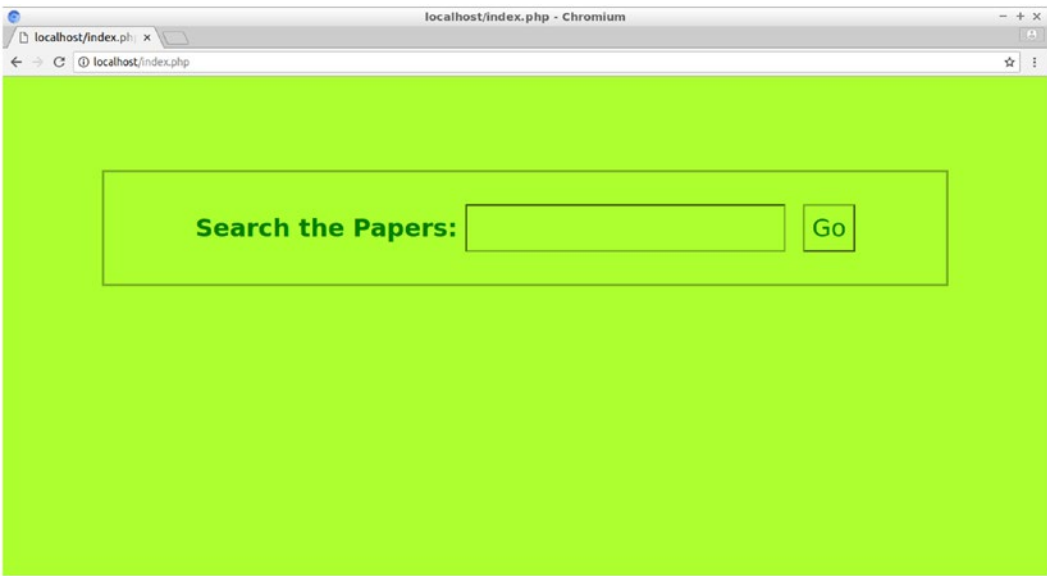 localhost/index.php - Chromium
localhost/index.ph
localhost/index.php
Search the Papers:
Go